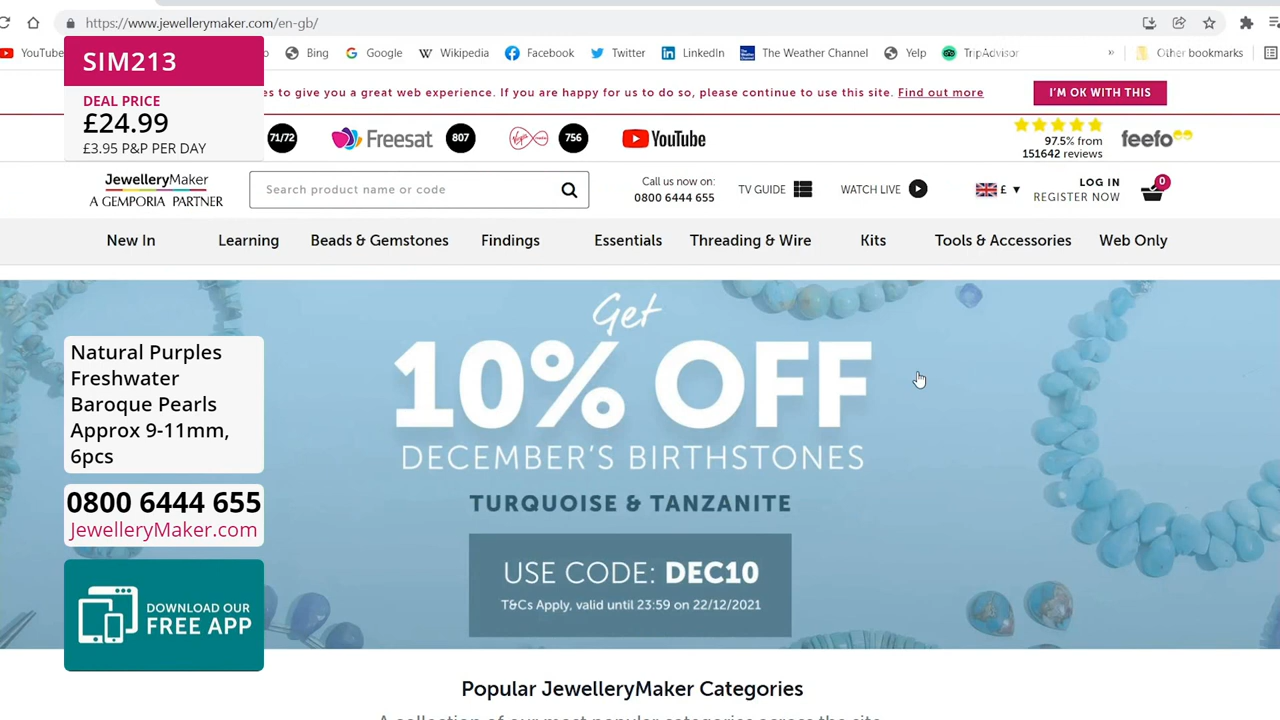 https://www.jewellerymaker.com/en-gb/
YouTube
Bing
Google
Wikipedia
Facebook
Twitter
LinkedIn
The Weather Channel
Yelp
TripAdvisor
»
Other bookmarks
SIM213
DEAL PRICE
£24.99
£3.95 P&P PER DAY
es to give you a great web experience. If you are happy for us to do so, please continue to use this site. Find out more
I'M OK WITH THIS
71/72
Freesat
807
756
YouTube
97.5% from
151642 reviews
feefo
JewelleryMaker
A GEMPORIA PARTNER
Search product name or code
Call us now on:
0800 6444 655
TV GUIDE
WATCH LIVE
£ ▼
LOG IN
REGISTER NOW
0
New In
Learning
Beads & Gemstones
Findings
Essentials
Threading & Wire
Kits
Tools & Accessories
Web Only
Get
10% OFF
DECEMBER'S BIRTHSTONES
TURQUOISE & TANZANITE
USE CODE: DEC10
T&Cs Apply, valid until 23:59 on 22/12/2021
Natural Purples
Freshwater
Baroque Pearls
Approx 9-11mm,
6pcs
0800 6444 655
JewelleryMaker.com
DOWNLOAD OUR
FREE APP
Popular JewelleryMaker Categories
A collection of our most popular categories across the site